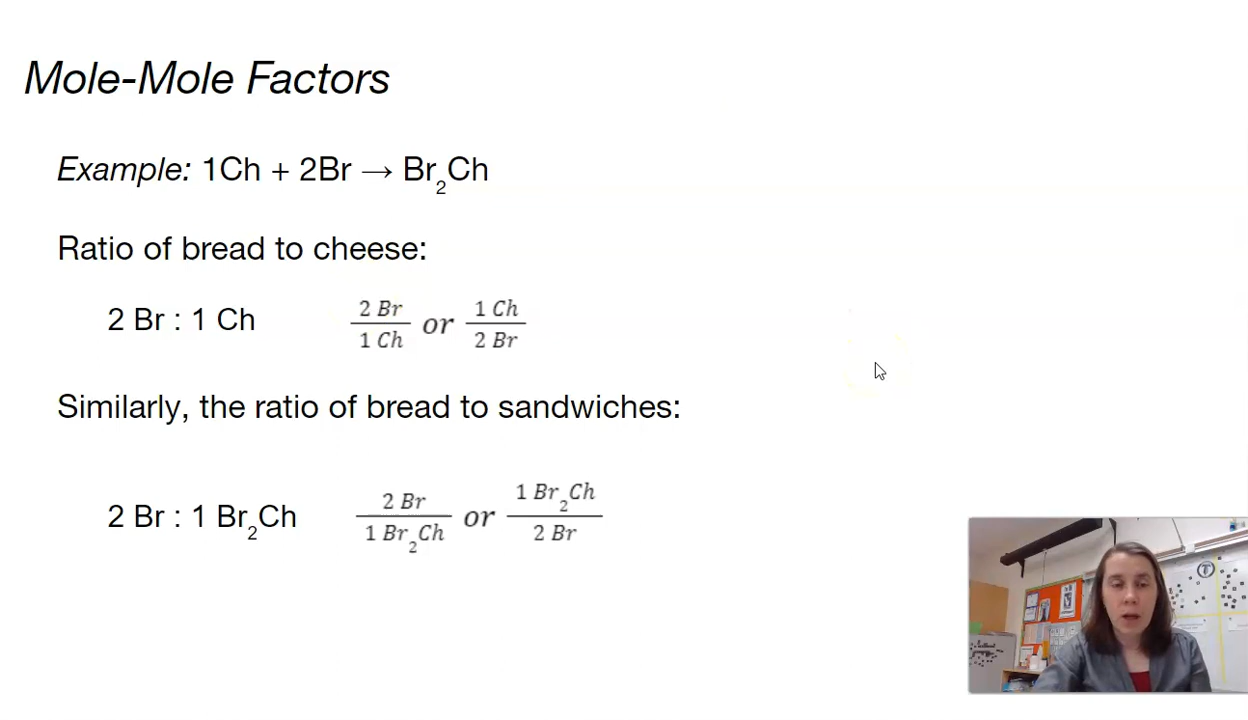 Mole-Mole Factors
Example: 1Ch + 2Br → Br₂Ch
Ratio of bread to cheese:
2 Br : 1 Ch 2 Br / 1 Ch or 1 Ch / 2 Br
Similarly, the ratio of bread to sandwiches:
2 Br : 1 Br₂Ch 2 Br / 1 Br₂Ch or 1 Br₂Ch / 2 Br